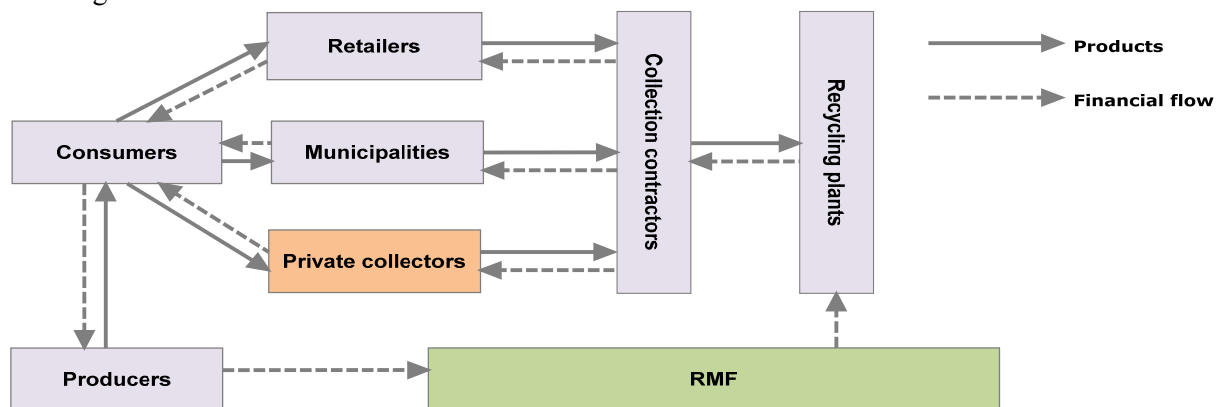 Retailers
Products
Financial flow
Consumers
Municipalities
Private collectors
Collection contractors
Recycling plants
Producers
RMF